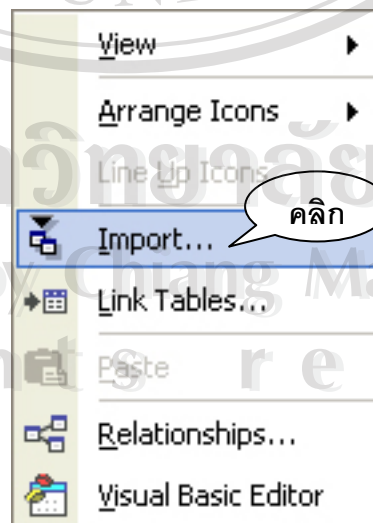 View
Arrange Icons
Line Up Icons
คลิก
Import...
Link Tables...
Paste
Relationships...
Visual Basic Editor